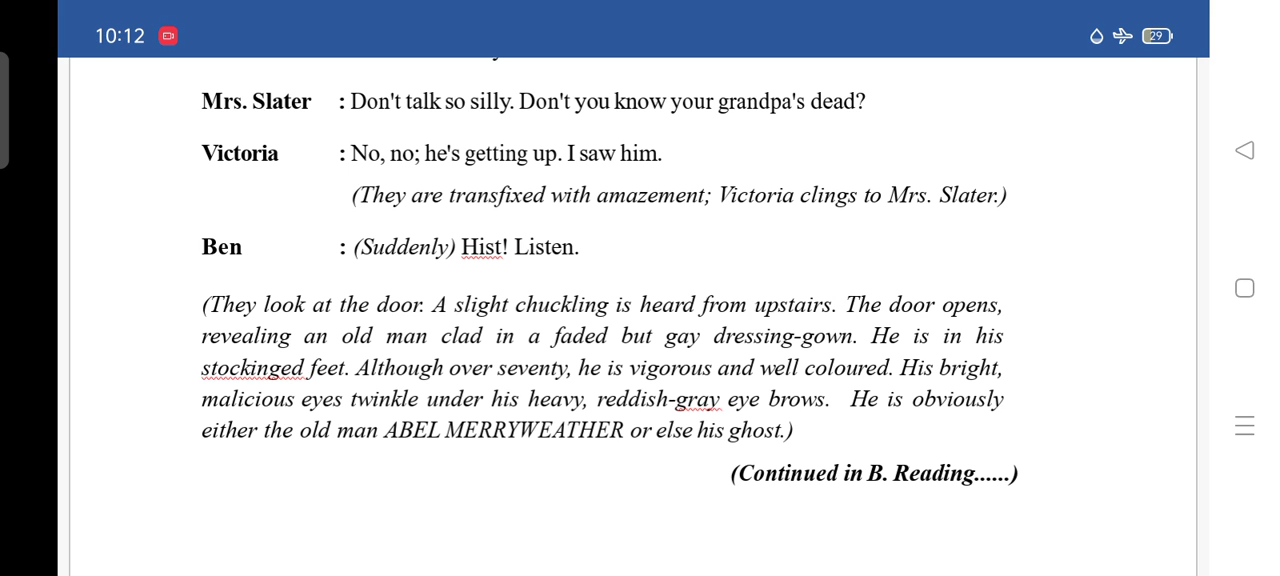 10:12
29
Mrs. Slater : Don't talk so silly. Don't you know your grandpa's dead?
Victoria : No, no; he's getting up. I saw him.
(They are transfixed with amazement; Victoria clings to Mrs. Slater.)
Ben : (Suddenly) Hist! Listen.
(They look at the door. A slight chuckling is heard from upstairs. The door opens,
revealing an old man clad in a faded but gay dressing-gown. He is in his
stockinged feet. Although over seventy, he is vigorous and well coloured. His bright,
malicious eyes twinkle under his heavy, reddish-gray eye brows. He is obviously
either the old man ABEL MERRYWEATHER or else his ghost.)
(Continued in B. Reading......)